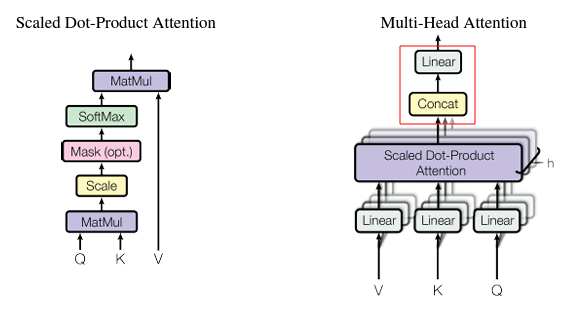 Scaled Dot-Product Attention
MatMul
SoftMax
Mask (opt.)
Scale
MatMul
Q K V
Multi-Head Attention
Linear
Concat
Scaled Dot-Product
Attention
h
Linear Linear Linear
V K Q